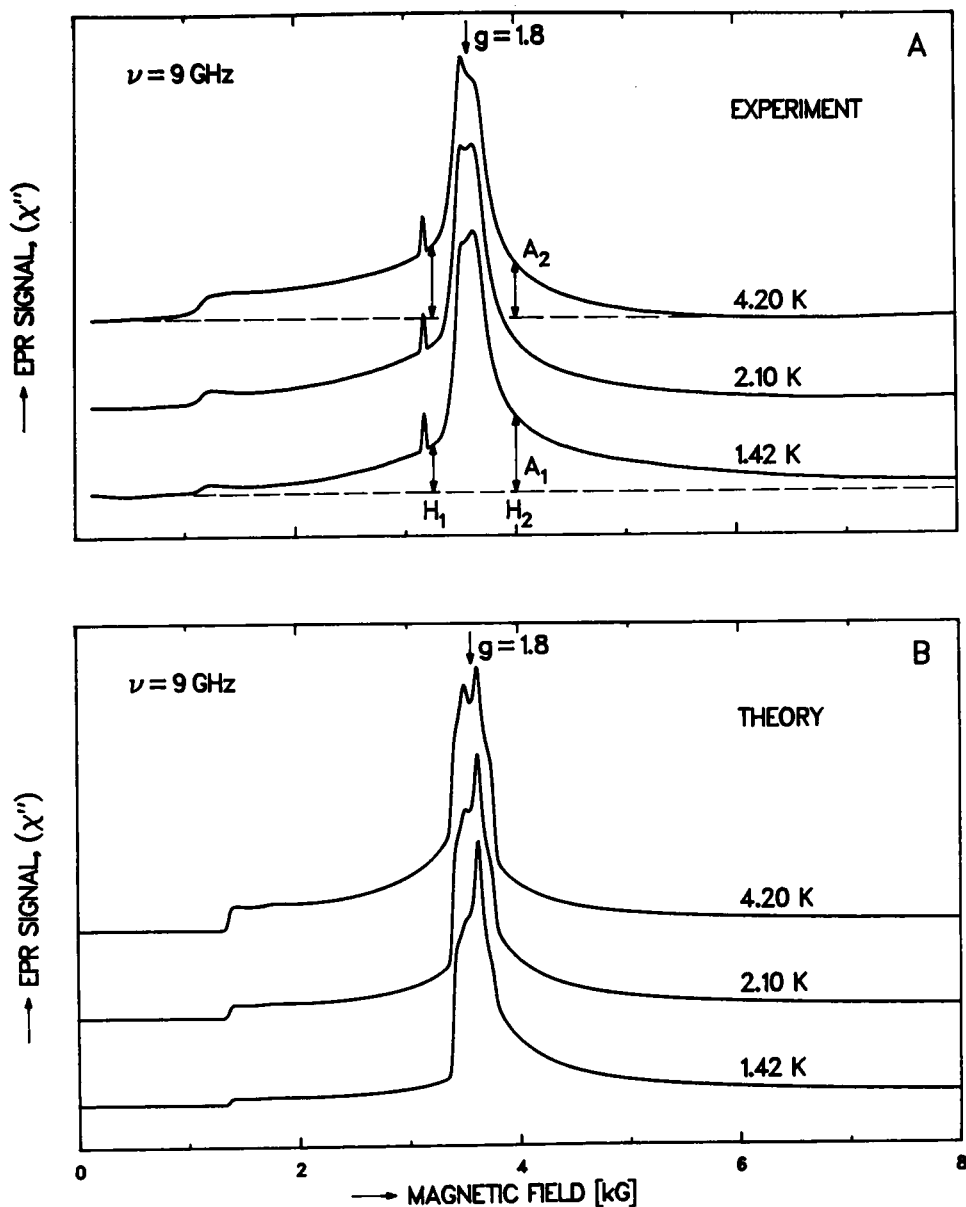 g=1.8
A
ν = 9 GHz
EXPERIMENT
A₂
4.20 K
2.10 K
A₁
1.42 K
H₁
H₂
→ EPR SIGNAL, (χ'')
g=1.8
B
ν = 9 GHz
THEORY
4.20 K
2.10 K
1.42 K
→ EPR SIGNAL, (χ'')
0 2 4 6 8
→ MAGNETIC FIELD [kG]